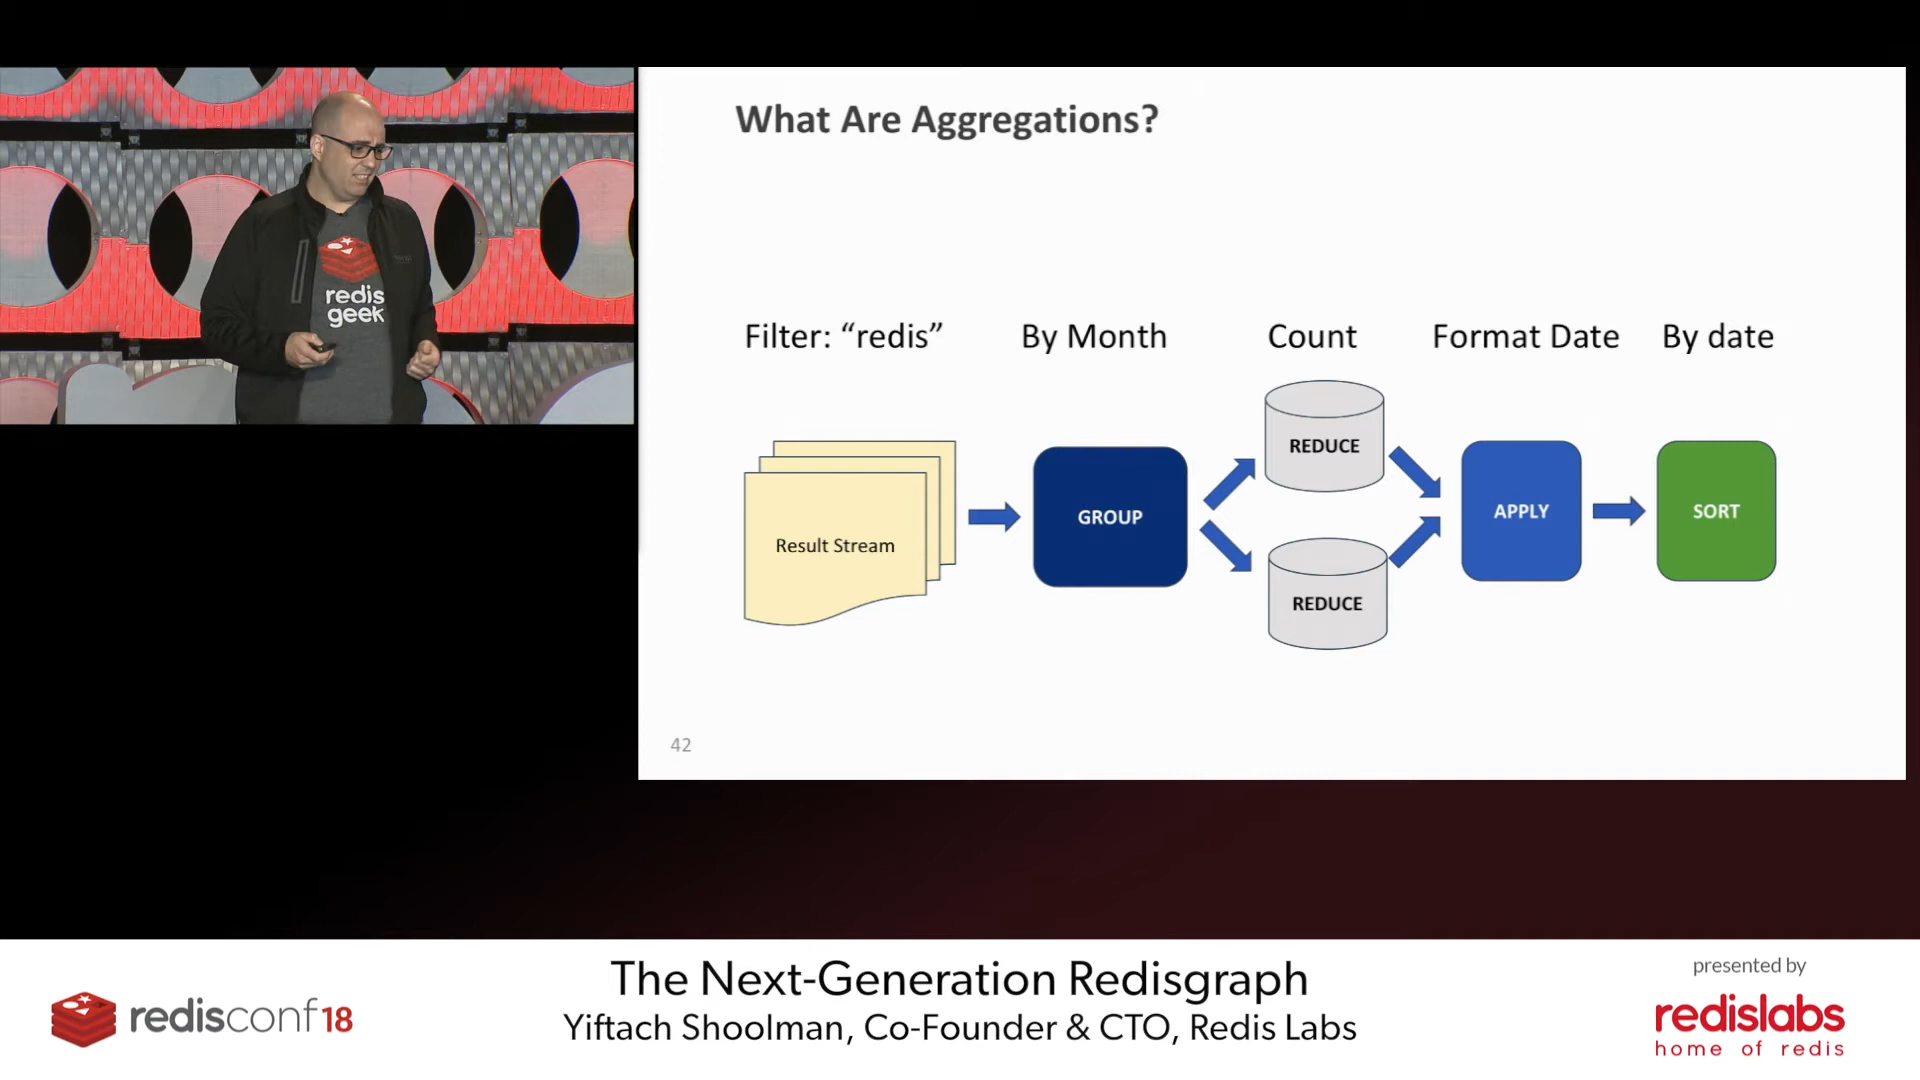 What Are Aggregations?
Filter: “redis” By Month Count Format Date By date
REDUCE
Result Stream GROUP APPLY SORT
REDUCE
42
redis
geek
The Next-Generation Redisgraph
Yiftach Shoolman, Co-Founder & CTO, Redis Labs
redisconf18
presented by
redislabs
home of redis